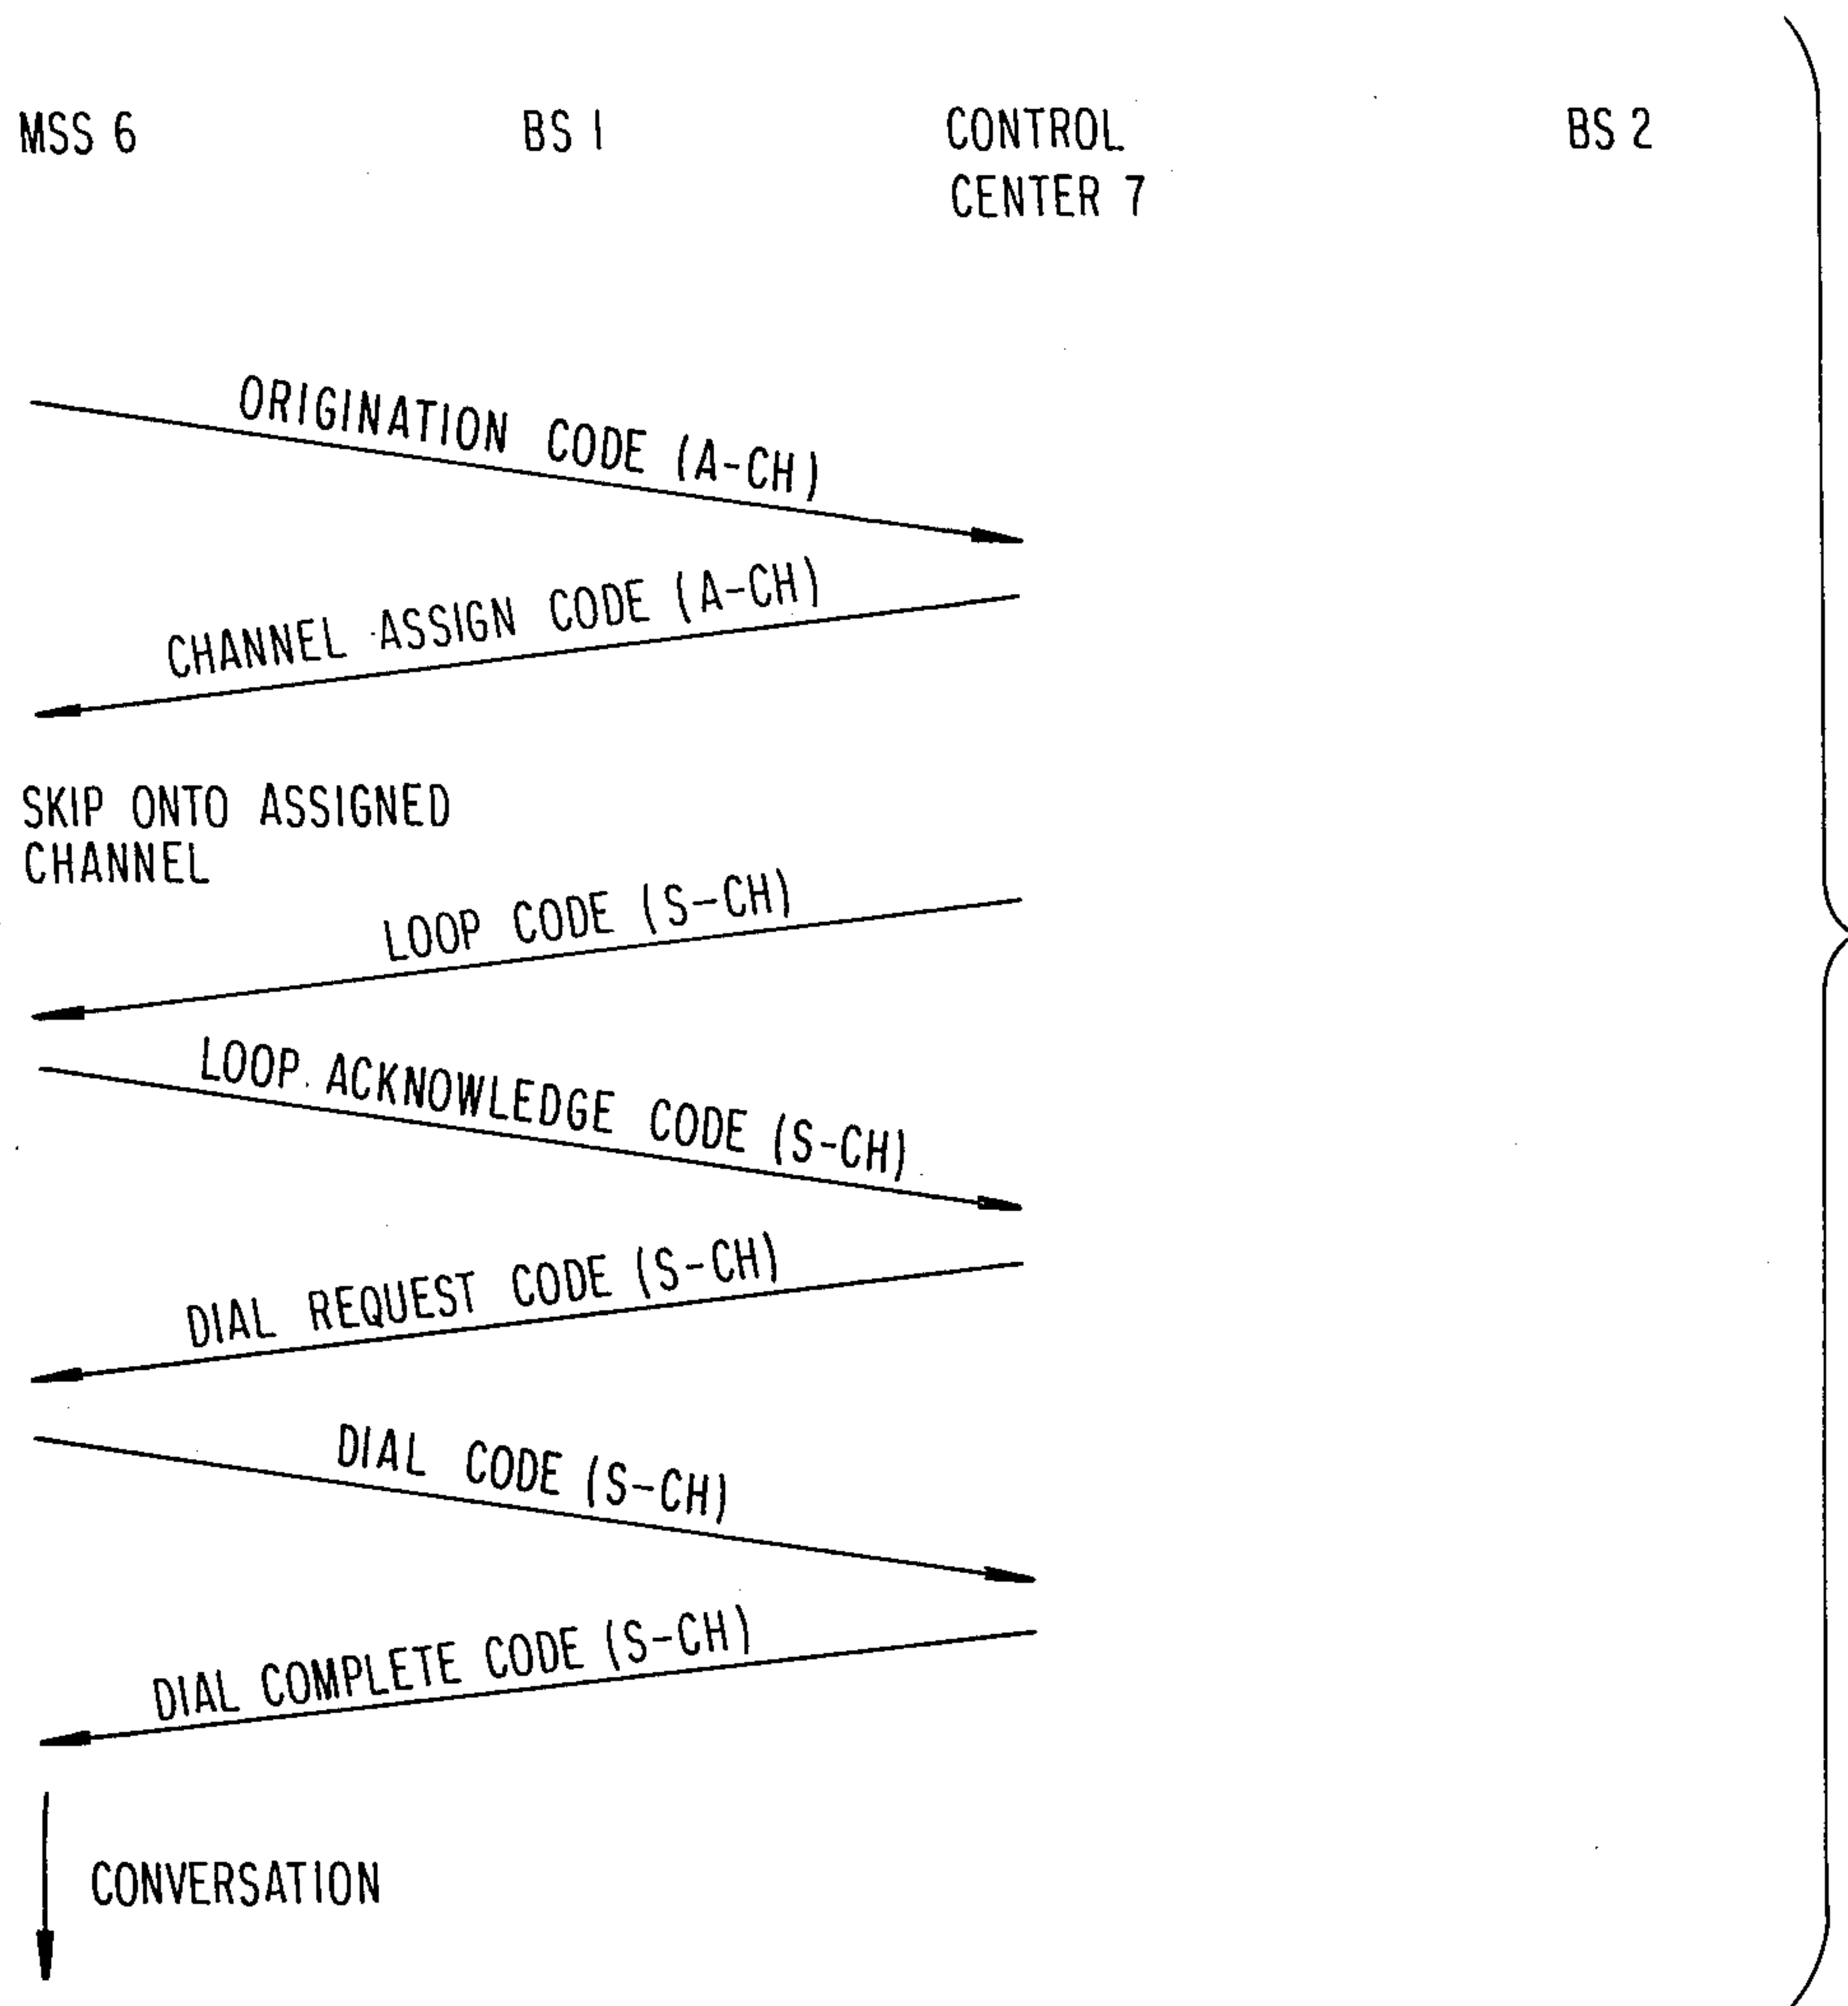 MSS 6
BS 1
CONTROL
CENTER 7
BS 2
ORIGINATION CODE (A-CH)
CHANNEL ASSIGN CODE (A-CH)
SKIP ONTO ASSIGNED
CHANNEL
LOOP CODE (S-CH)
LOOP ACKNOWLEDGE CODE (S-CH)
DIAL REQUEST CODE (S-CH)
DIAL CODE (S-CH)
DIAL COMPLETE CODE (S-CH)
CONVERSATION